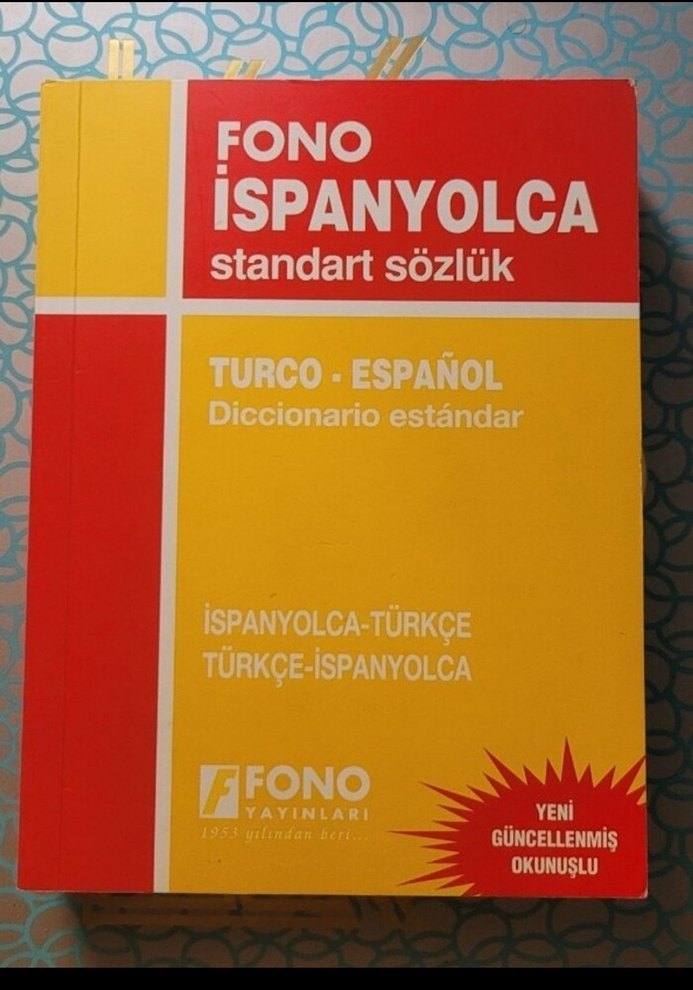 FONO
İSPANYOLCA
standart sözlük
TURCO - ESPAÑOL
Diccionario estándar
İSPANYOLCA-TÜRKÇE
TÜRKÇE-İSPANYOLCA
FONO
YAYINLARI
1953 yılından beri...
YENİ
GÜNCELLENMİŞ
OKUNUŞLU